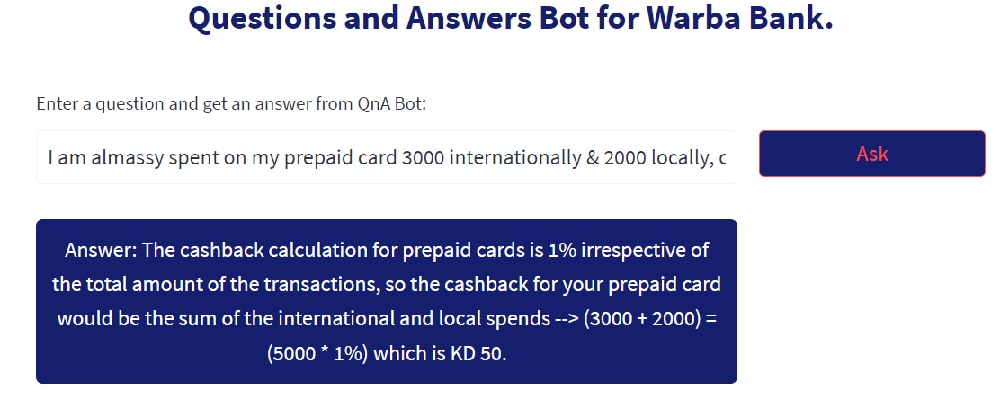 Questions and Answers Bot for Warba Bank.
Enter a question and get an answer from QnA Bot:
I am almassy spent on my prepaid card 3000 internationally & 2000 locally, c
Ask
Answer: The cashback calculation for prepaid cards is 1% irrespective of
the total amount of the transactions, so the cashback for your prepaid card
would be the sum of the international and local spends --> (3000 + 2000) =
(5000 * 1%) which is KD 50.